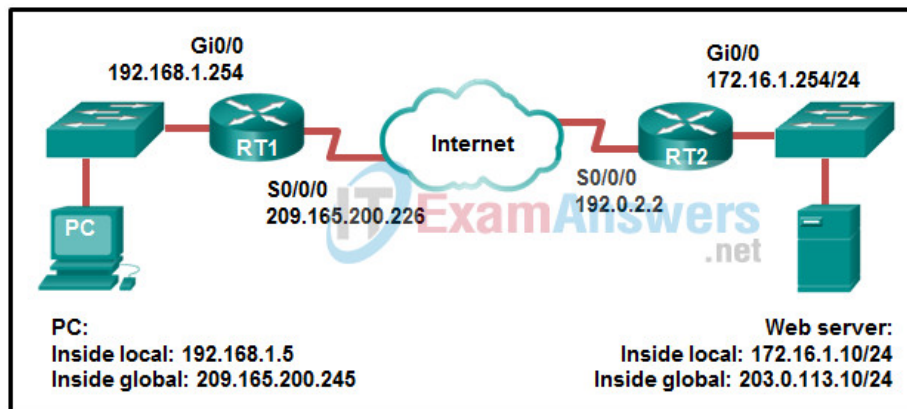 Gi0/0
192.168.1.254
Gi0/0
172.16.1.254/24
RT1
Internet
RT2
S0/0/0
209.165.200.226
S0/0/0
192.0.2.2
ITExamAnswers
.net
PC
PC:
Inside local: 192.168.1.5
Inside global: 209.165.200.245
Web server:
Inside local: 172.16.1.10/24
Inside global: 203.0.113.10/24